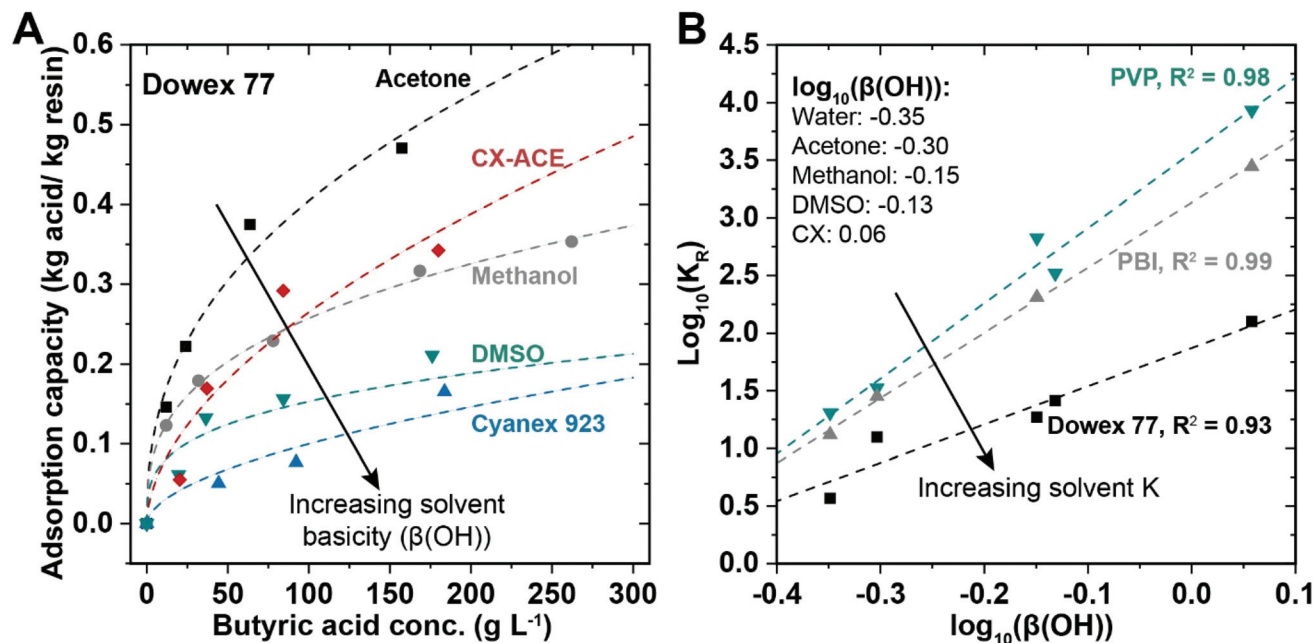 A
Adsorption capacity (kg acid/ kg resin)
0.6
0.5
0.4
0.3
0.2
0.1
0.0
Dowex 77
Acetone
CX-ACE
Methanol
DMSO
Cyanex 923
Increasing solvent
basicity (β(OH))
0 50 100 150 200 250 300
Butyric acid conc. (g L⁻¹)
B
Log₁₀(K_R)
4.5
4.0
3.5
3.0
2.5
2.0
1.5
1.0
0.5
0.0
log₁₀(β(OH)):
Water: -0.35
Acetone: -0.30
Methanol: -0.15
DMSO: -0.13
CX: 0.06
PVP, R² = 0.98
PBI, R² = 0.99
Dowex 77, R² = 0.93
Increasing solvent K
-0.4 -0.3 -0.2 -0.1 0.0 0.1
log₁₀(β(OH))